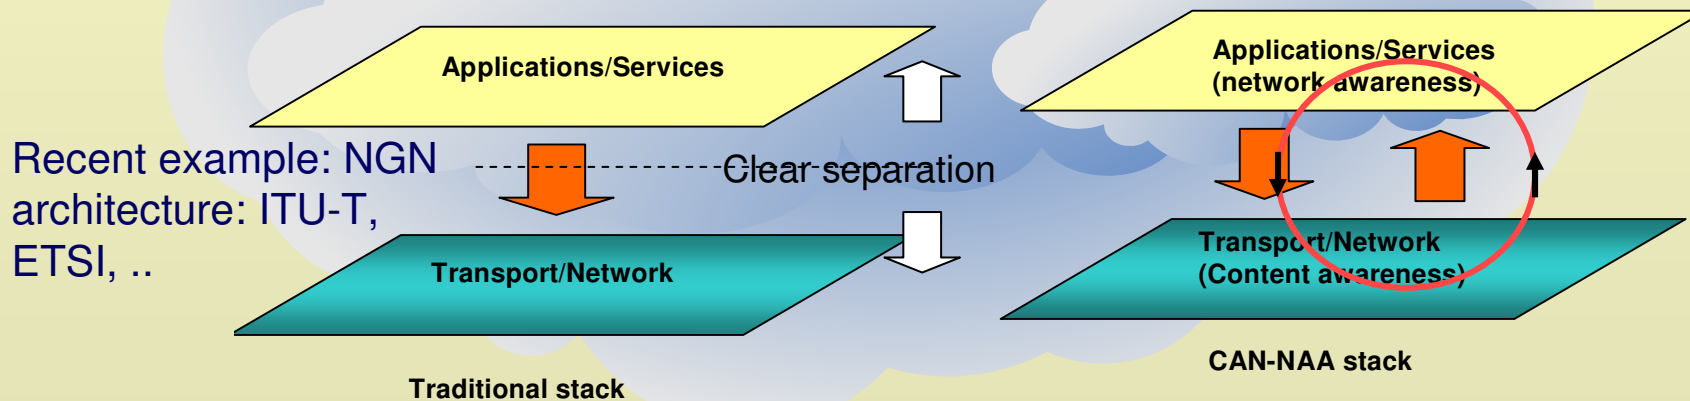 Applications/Services
Applications/Services
(network awareness)
Recent example: NGN
architecture: ITU-T,
ETSI, ..
Clear separation
Transport/Network
Transport/Network
(Content awareness)
Traditional stack
CAN-NAA stack